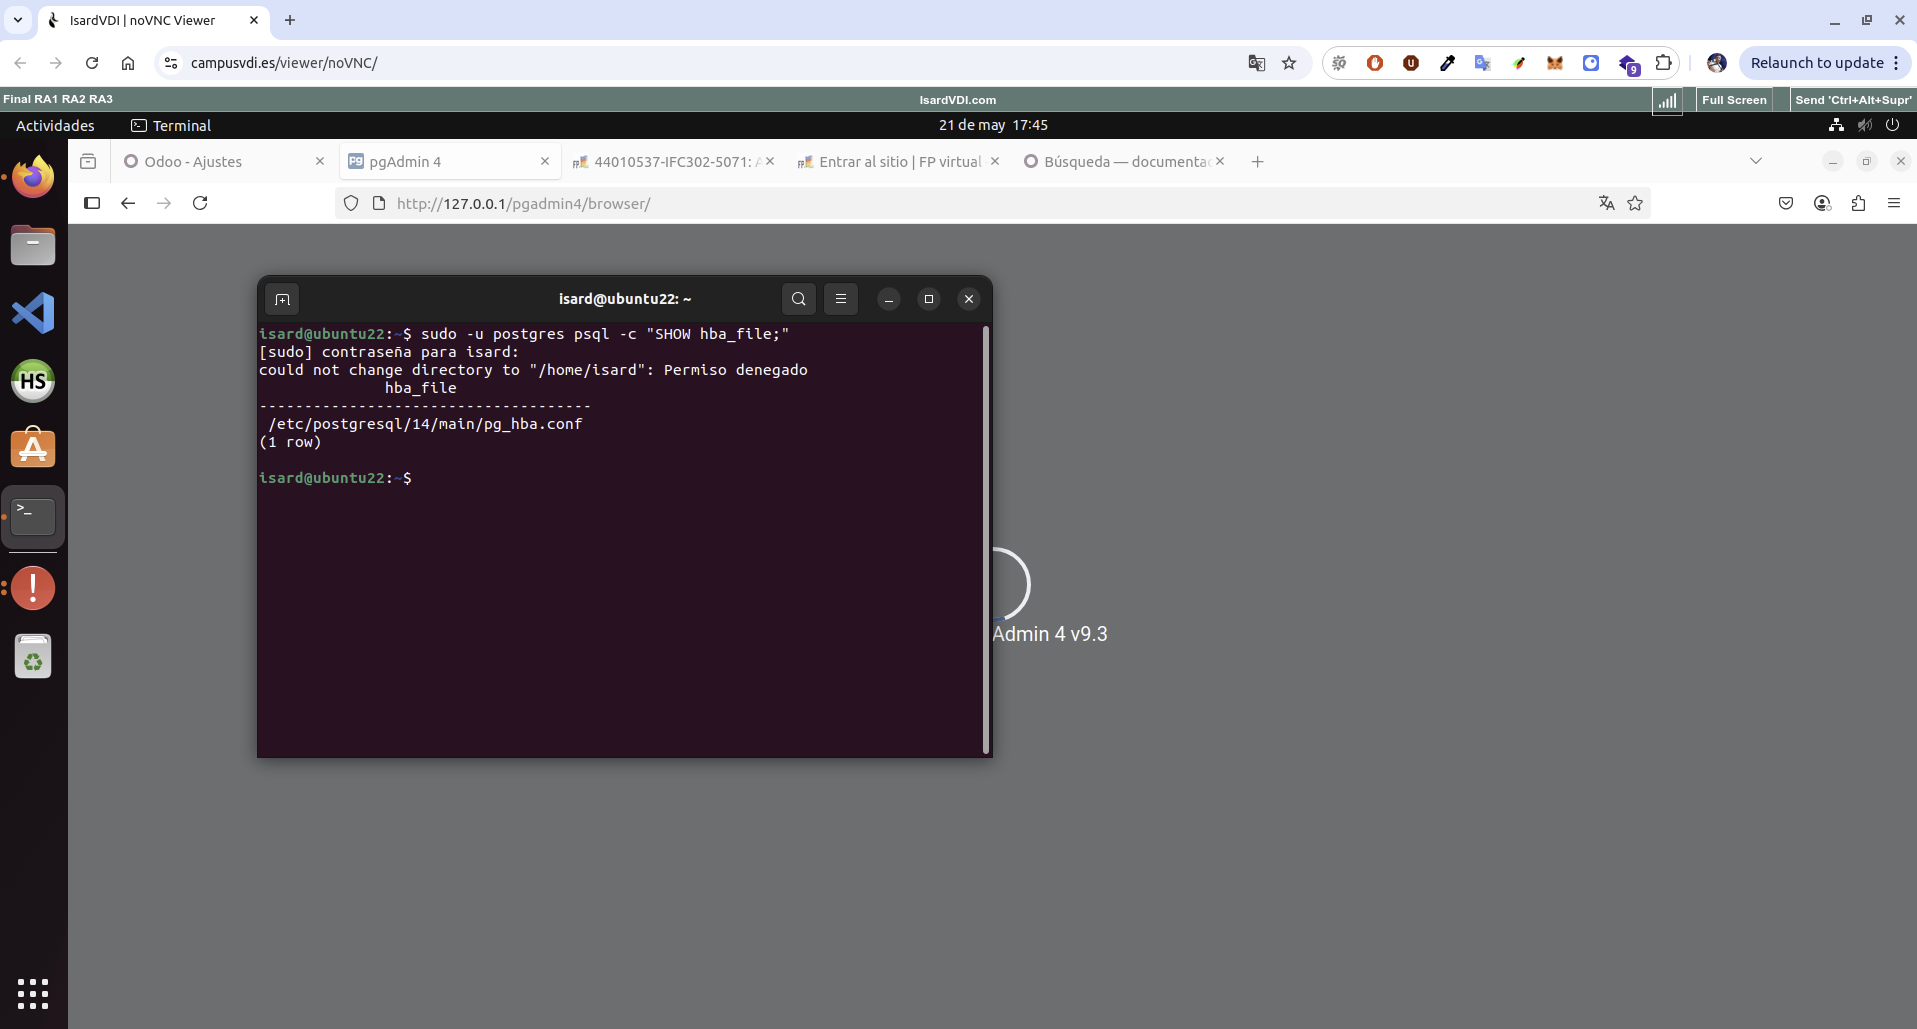 IsardVDI | noVNC Viewer
campusvdi.es/viewer/noVNC/
9
Relaunch to update
Final RA1 RA2 RA3
IsardVDI.com
Full Screen
Send 'Ctrl+Alt+Supr'
Actividades
Terminal
21 de may 17:45
Odoo - Ajustes
pgAdmin 4
44010537-IFC302-5071: A
Entrar al sitio | FP virtual
Búsqueda — documenta
http://127.0.0.1/pgadmin4/browser/
isard@ubuntu22: ~
isard@ubuntu22:~$ sudo -u postgres psql -c "SHOW hba_file;"
[sudo] contraseña para isard:
could not change directory to "/home/isard": Permiso denegado
hba_file
-------------------------------------
/etc/postgresql/14/main/pg_hba.conf
(1 row)
isard@ubuntu22:~$
HS
Admin 4 v9.3